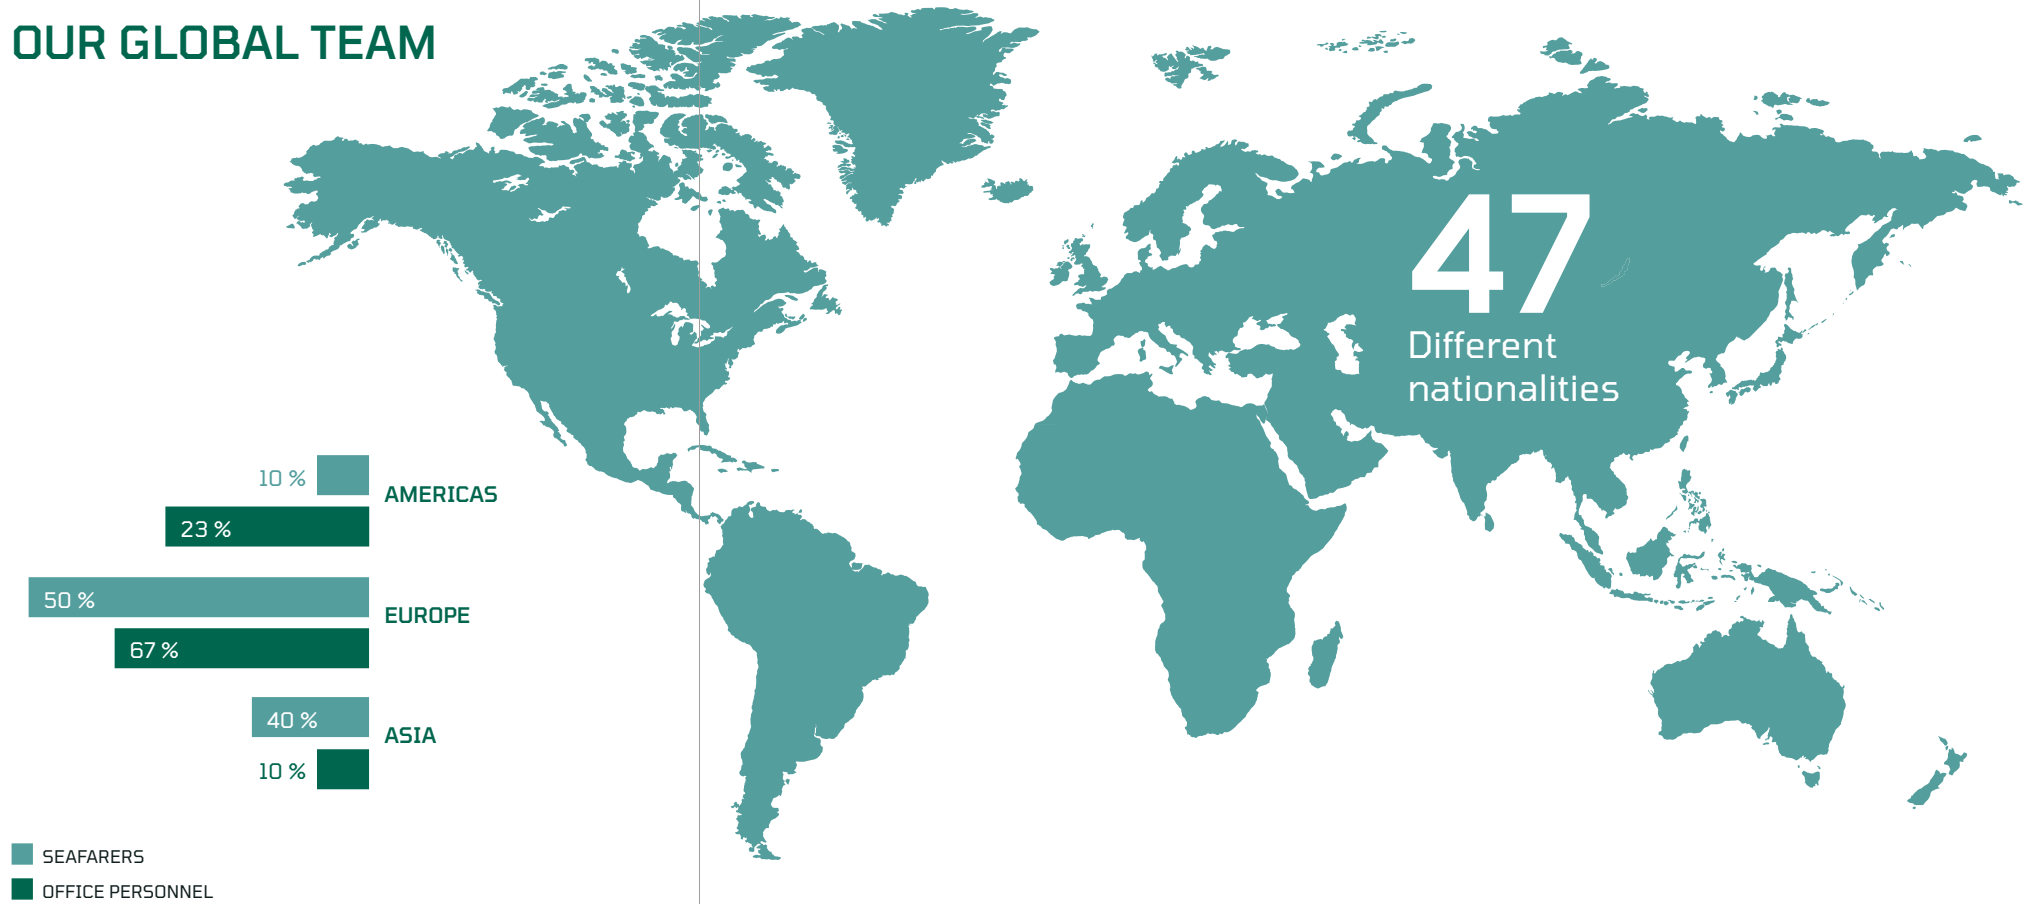 OUR GLOBAL TEAM
47
Different
nationalities
10 %
AMERICAS
23 %
50 %
EUROPE
67 %
40 %
ASIA
10 %
SEAFARERS
OFFICE PERSONNEL